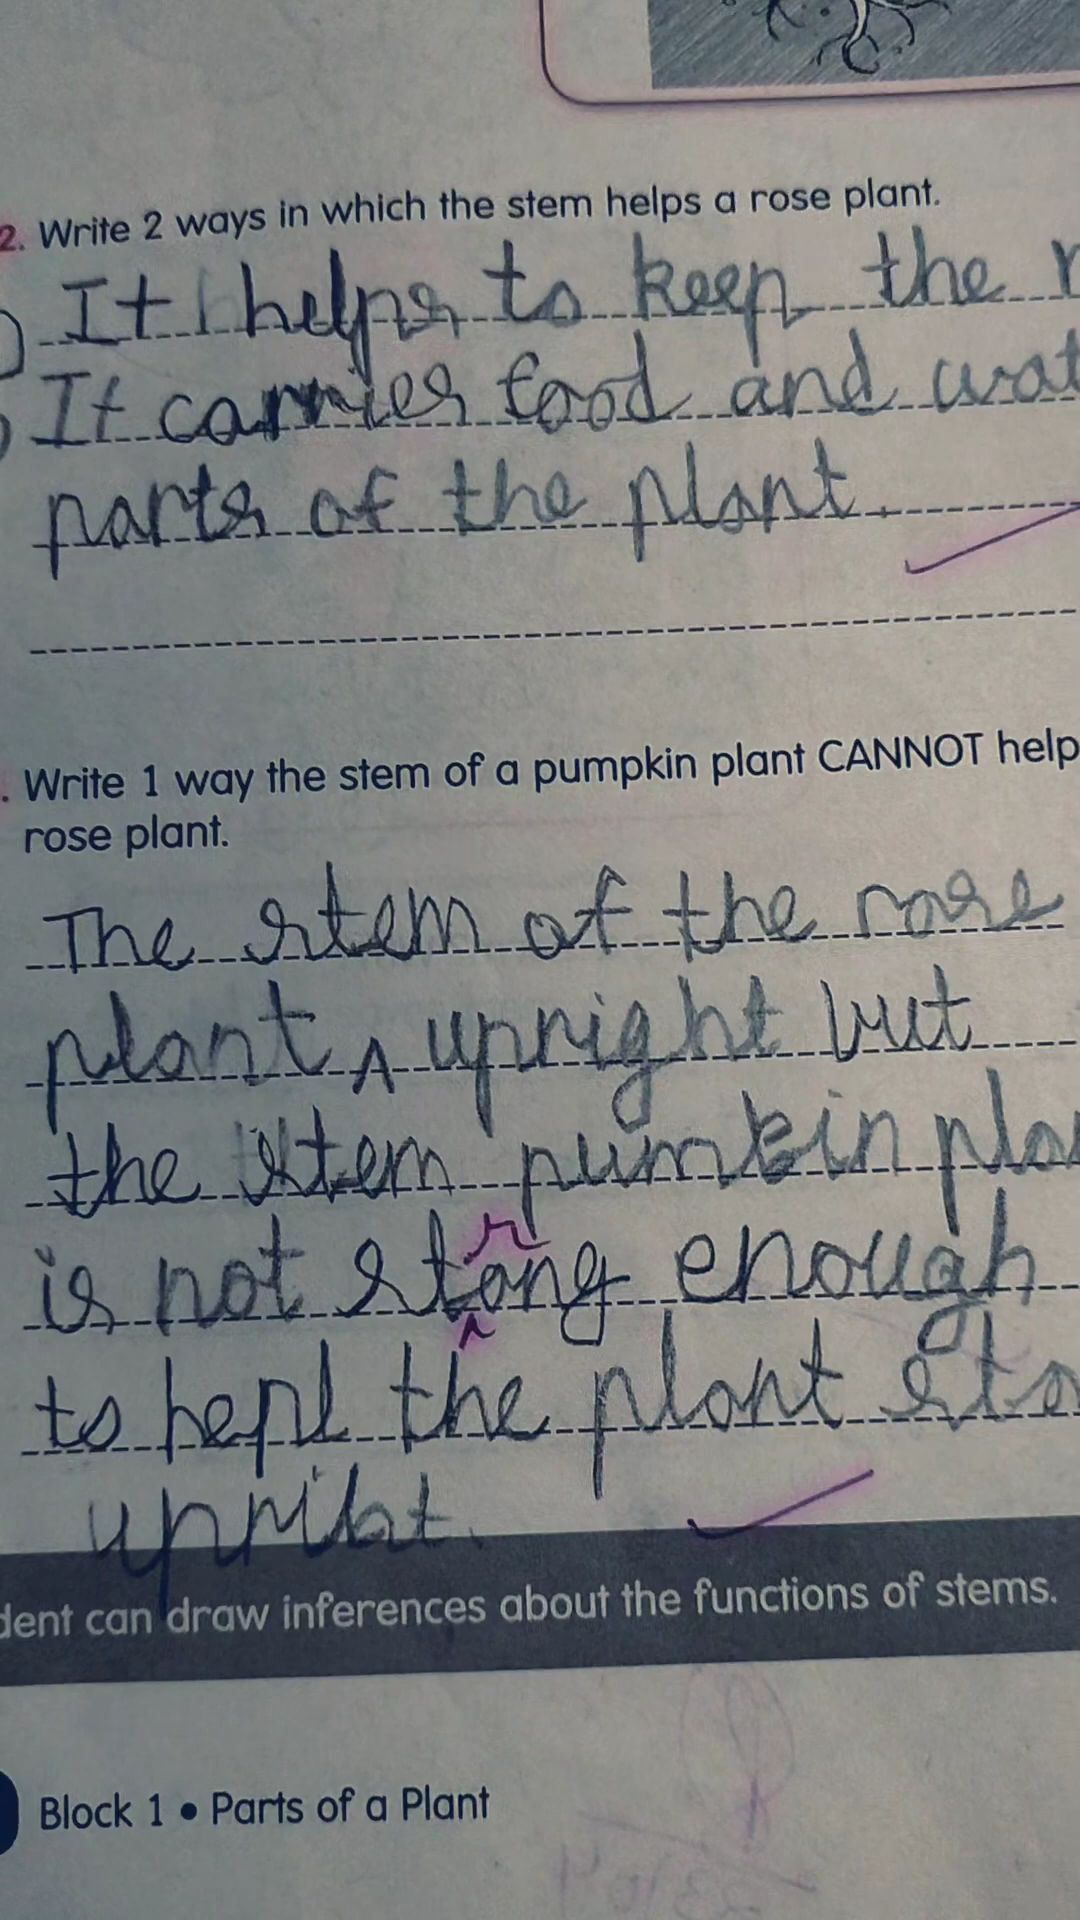 2. Write 2 ways in which the stem helps a rose plant.
It helps to keep the
It carries food and wat
parts of the plant.
. Write 1 way the stem of a pumpkin plant CANNOT help
rose plant.
The stem of the rose
plant ^ upright but
the stem pumkin pla
is not strong enough
to hepl the plant sta
upriht.
dent can draw inferences about the functions of stems.
Block 1 • Parts of a Plant